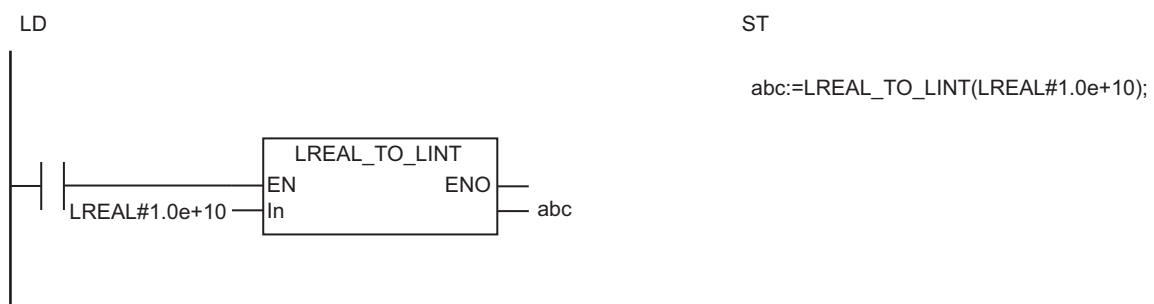 LD
ST
abc:=LREAL_TO_LINT(LREAL#1.0e+10);
LREAL_TO_LINT
EN ENO
LREAL#1.0e+10 In abc